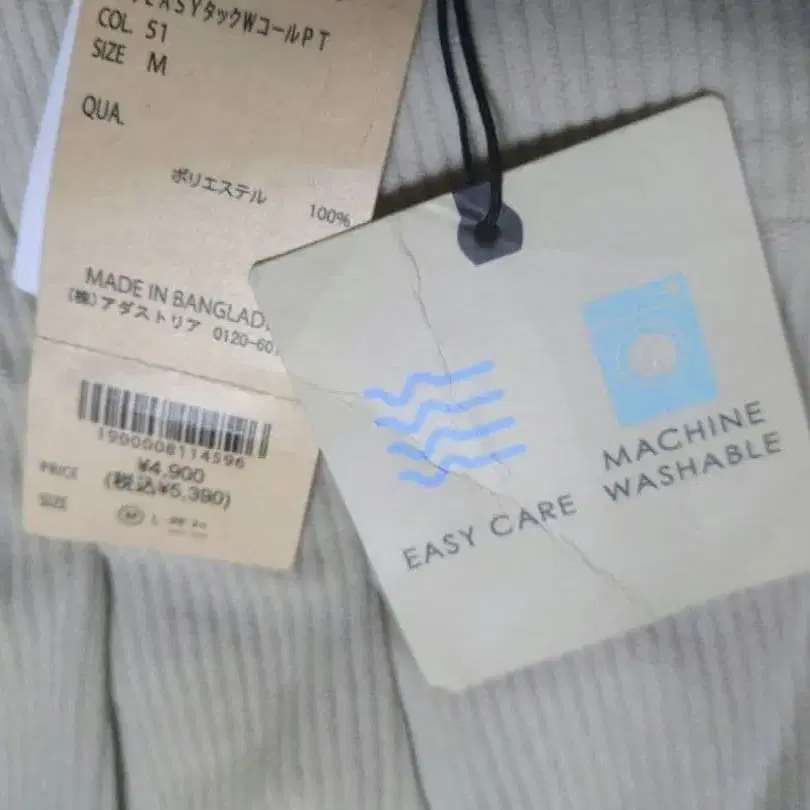 EASYタックWコールPT
COL. 51
SIZE M
QUA.
ポリエステル 100%
MADE IN BANGLAD
(株)アダストリア 0120-601
1900008114596
PRICE ¥4,900
(税込¥5,390)
SIZE M L
EASY CARE
MACHINE
WASHABLE